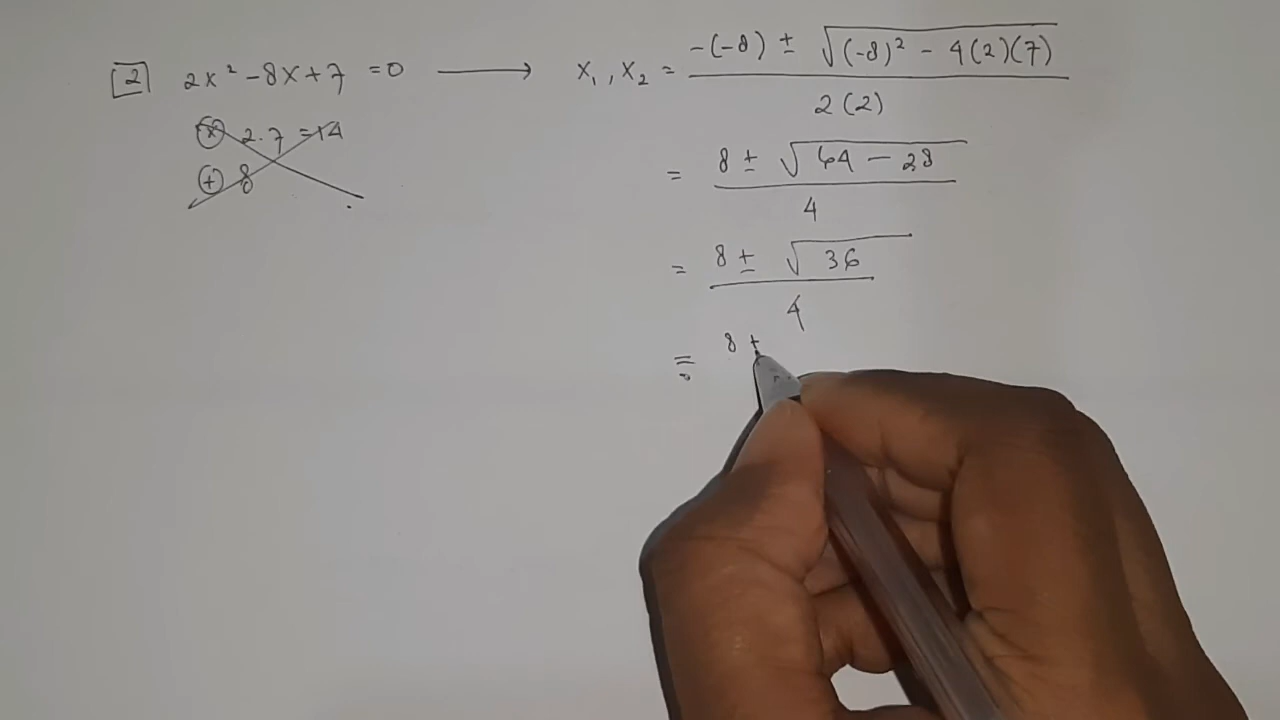 2 2x² -8x+7 =0 ⟶ x₁, x₂ = (-(-8) ± √((-8)² - 4(2)(7))) / 2(2)
(×) 2.7 =14
(+) 8
= (8 ± √(64 - 28)) / 4
= (8 ± √36) / 4
= 8 +